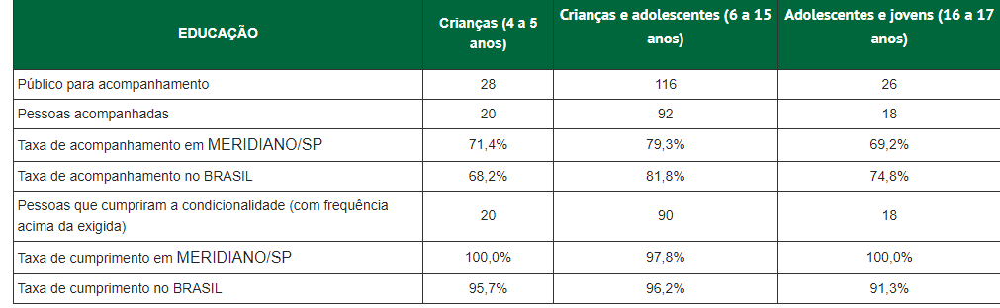 EDUCAÇÃO
Crianças (4 a 5
anos)
Crianças e adolescentes (6 a 15
anos)
Adolescentes e jovens (16 a 17
anos)
Público para acompanhamento 28 116 26
Pessoas acompanhadas 20 92 18
Taxa de acompanhamento em MERIDIANO/SP 71,4% 79,3% 69,2%
Taxa de acompanhamento no BRASIL 68,2% 81,8% 74,8%
Pessoas que cumpriram a condicionalidade (com frequência
acima da exigida) 20 90 18
Taxa de cumprimento em MERIDIANO/SP 100,0% 97,8% 100,0%
Taxa de cumprimento no BRASIL 95,7% 96,2% 91,3%